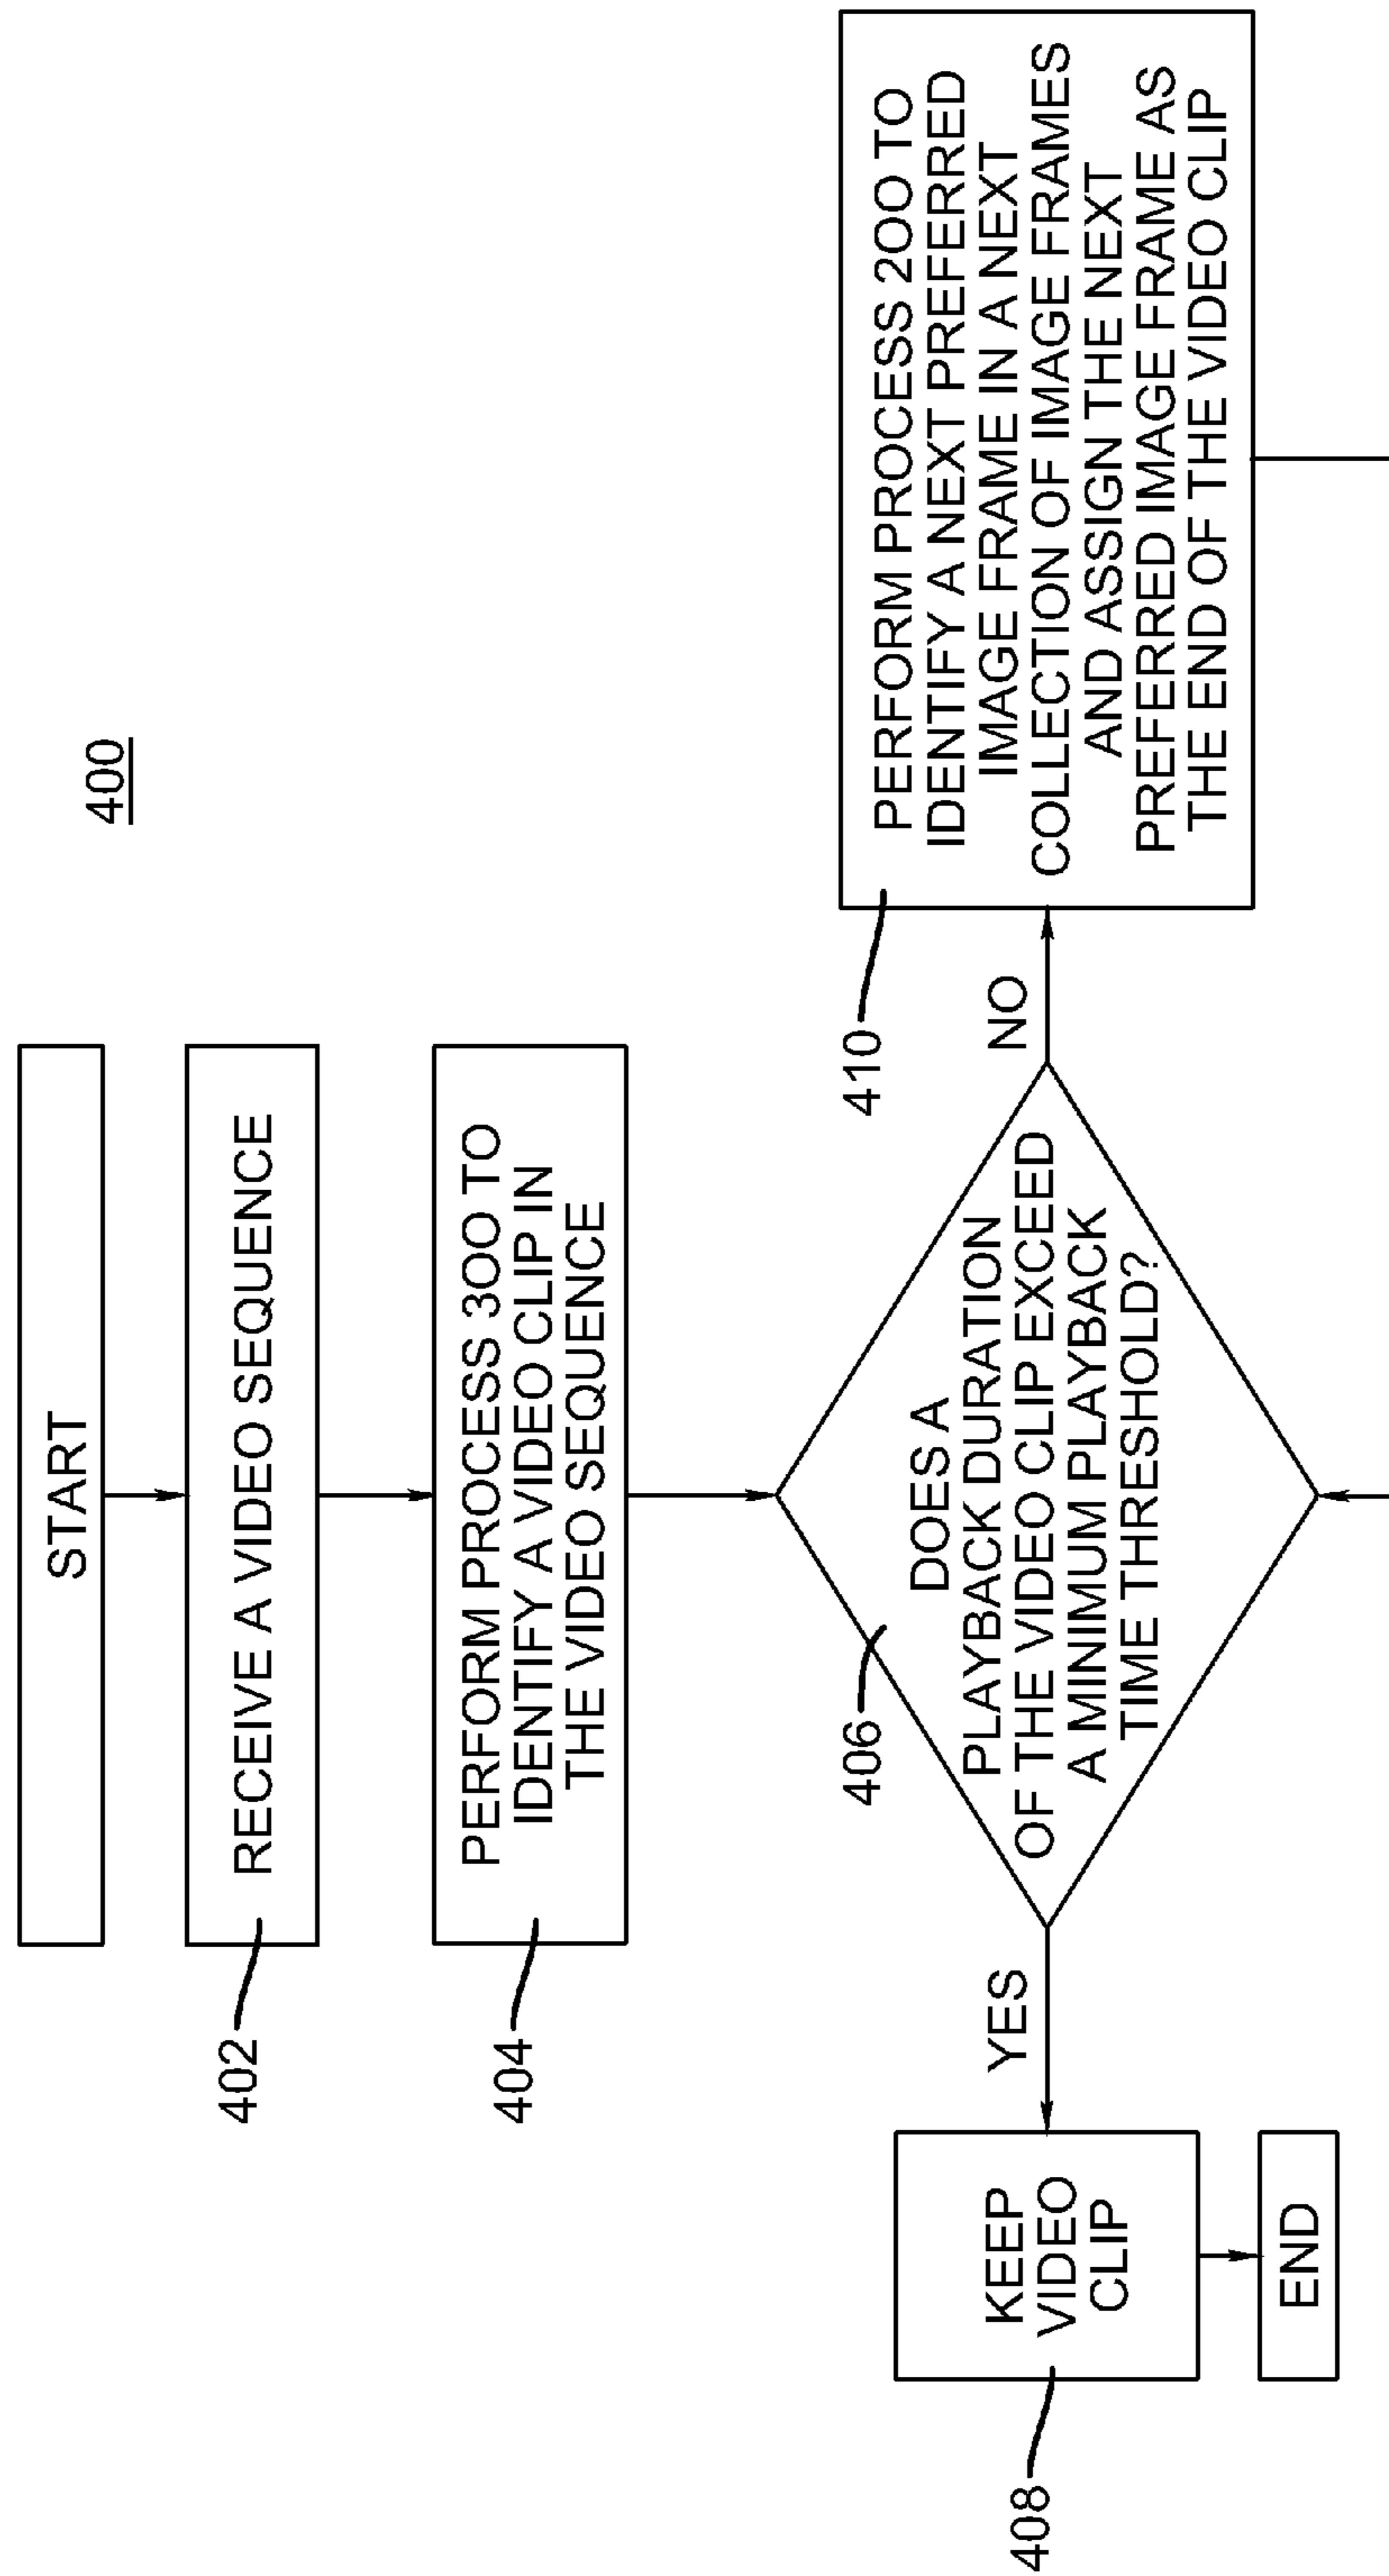 400
START
RECEIVE A VIDEO SEQUENCE
402
PERFORM PROCESS 300 TO
IDENTIFY A VIDEO CLIP IN
THE VIDEO SEQUENCE
404
DOES A
PLAYBACK DURATION
OF THE VIDEO CLIP EXCEED
A MINIMUM PLAYBACK
TIME THRESHOLD?
406
YES
NO
KEEP
VIDEO
CLIP
408
END
410
PERFORM PROCESS 200 TO
IDENTIFY A NEXT PREFERRED
IMAGE FRAME IN A NEXT
COLLECTION OF IMAGE FRAMES
AND ASSIGN THE NEXT
PREFERRED IMAGE FRAME AS
THE END OF THE VIDEO CLIP